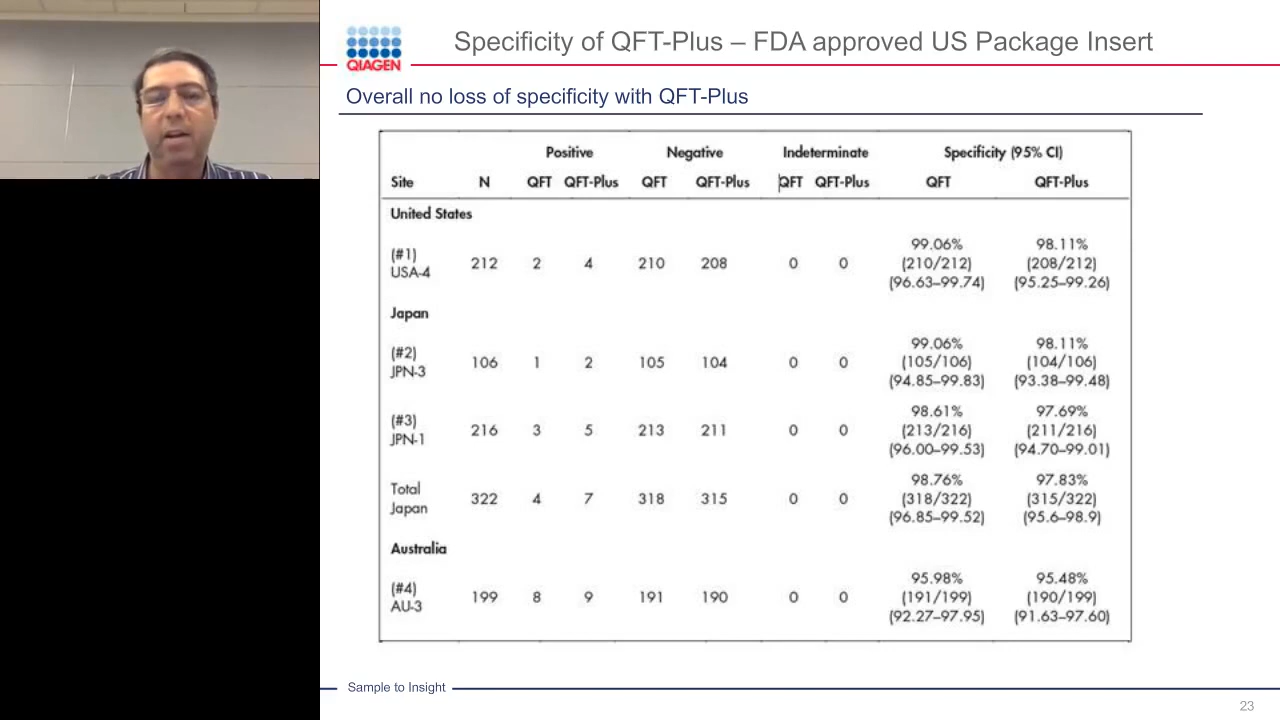 QIAGEN
Specificity of QFT-Plus – FDA approved US Package Insert
Overall no loss of specificity with QFT-Plus
Positive Negative Indeterminate Specificity (95% CI)
Site N QFT QFT-Plus QFT QFT-Plus QFT QFT-Plus QFT QFT-Plus
United States
(#1) USA-4 212 2 4 210 208 0 0 99.06% (210/212) (96.63–99.74) 98.11% (208/212) (95.25–99.26)
Japan
(#2) JPN-3 106 1 2 105 104 0 0 99.06% (105/106) (94.85–99.83) 98.11% (104/106) (93.38–99.48)
(#3) JPN-1 216 3 5 213 211 0 0 98.61% (213/216) (96.00–99.53) 97.69% (211/216) (94.70–99.01)
Total Japan 322 4 7 318 315 0 0 98.76% (318/322) (96.85–99.52) 97.83% (315/322) (95.6–98.9)
Australia
(#4) AU-3 199 8 9 191 190 0 0 95.98% (191/199) (92.27–97.95) 95.48% (190/199) (91.63–97.60)
Sample to Insight
23